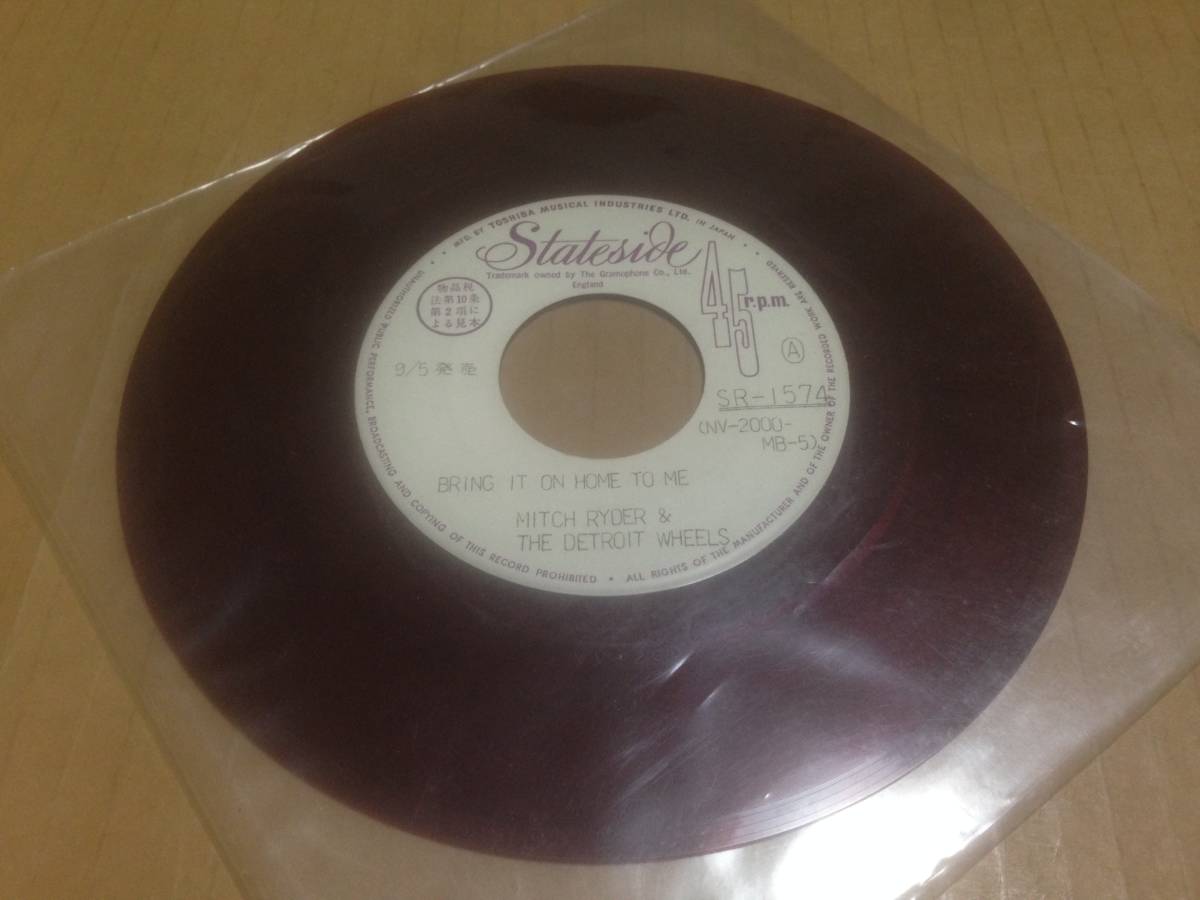 MFG. BY TOSHIBA MUSICAL INDUSTRIES LTD. IN JAPAN
Stateside
Trademark owned by The Gramophone Co., Ltd.
England
45 r.p.m.
物品税
法第10条
第2項に
よる見本
A
9/5発売
SR-1574
(NV-2000-
MB-5)
BRING IT ON HOME TO ME
MITCH RYDER &
THE DETROIT WHEELS
UNAUTHORIZED PUBLIC PERFORMANCE, BROADCASTING AND COPYING OF THIS RECORD PROHIBITED • ALL RIGHTS OF THE MANUFACTURER AND OF THE OWNER OF THE RECORDED WORK ARE RESERVED